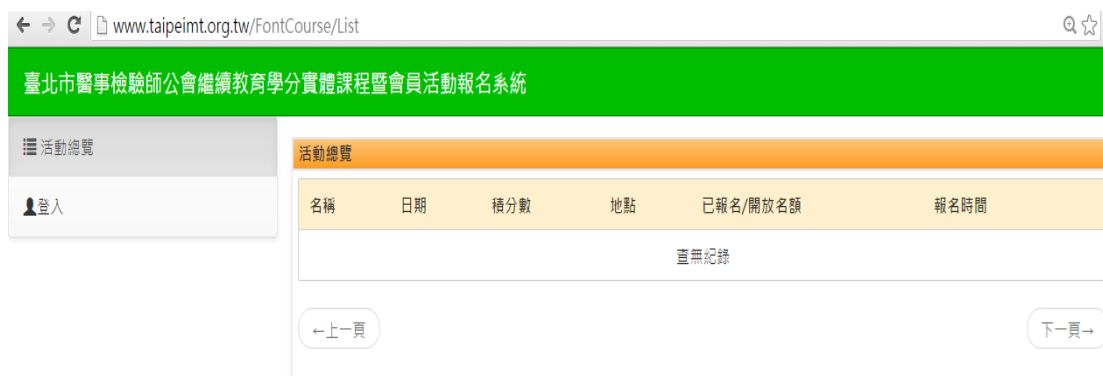 www.taipeimt.org.tw/FontCourse/List
臺北市醫事檢驗師公會繼續教育學分實體課程暨會員活動報名系統
活動總覽
登入
活動總覽
名稱 日期 積分數 地點 已報名/開放名額 報名時間
查無紀錄
←上一頁 下一頁→